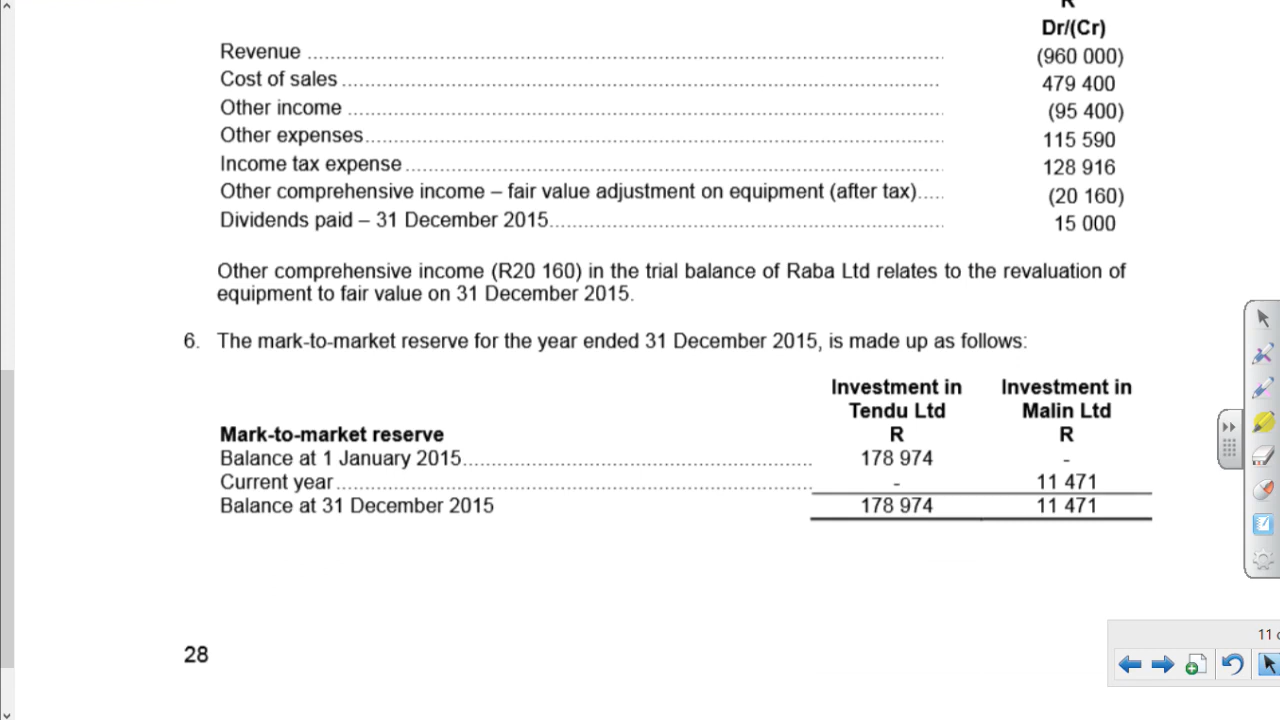 R
Dr/(Cr)
Revenue ........ (960 000)
Cost of sales ........ 479 400
Other income ........ (95 400)
Other expenses ........ 115 590
Income tax expense ........ 128 916
Other comprehensive income – fair value adjustment on equipment (after tax)..... (20 160)
Dividends paid – 31 December 2015 ........ 15 000
Other comprehensive income (R20 160) in the trial balance of Raba Ltd relates to the revaluation of
equipment to fair value on 31 December 2015.
6. The mark-to-market reserve for the year ended 31 December 2015, is made up as follows:
Investment in Investment in
Tendu Ltd Malin Ltd
Mark-to-market reserve R R
Balance at 1 January 2015 ........ 178 974 -
Current year ........ - 11 471
Balance at 31 December 2015 178 974 11 471
28
11